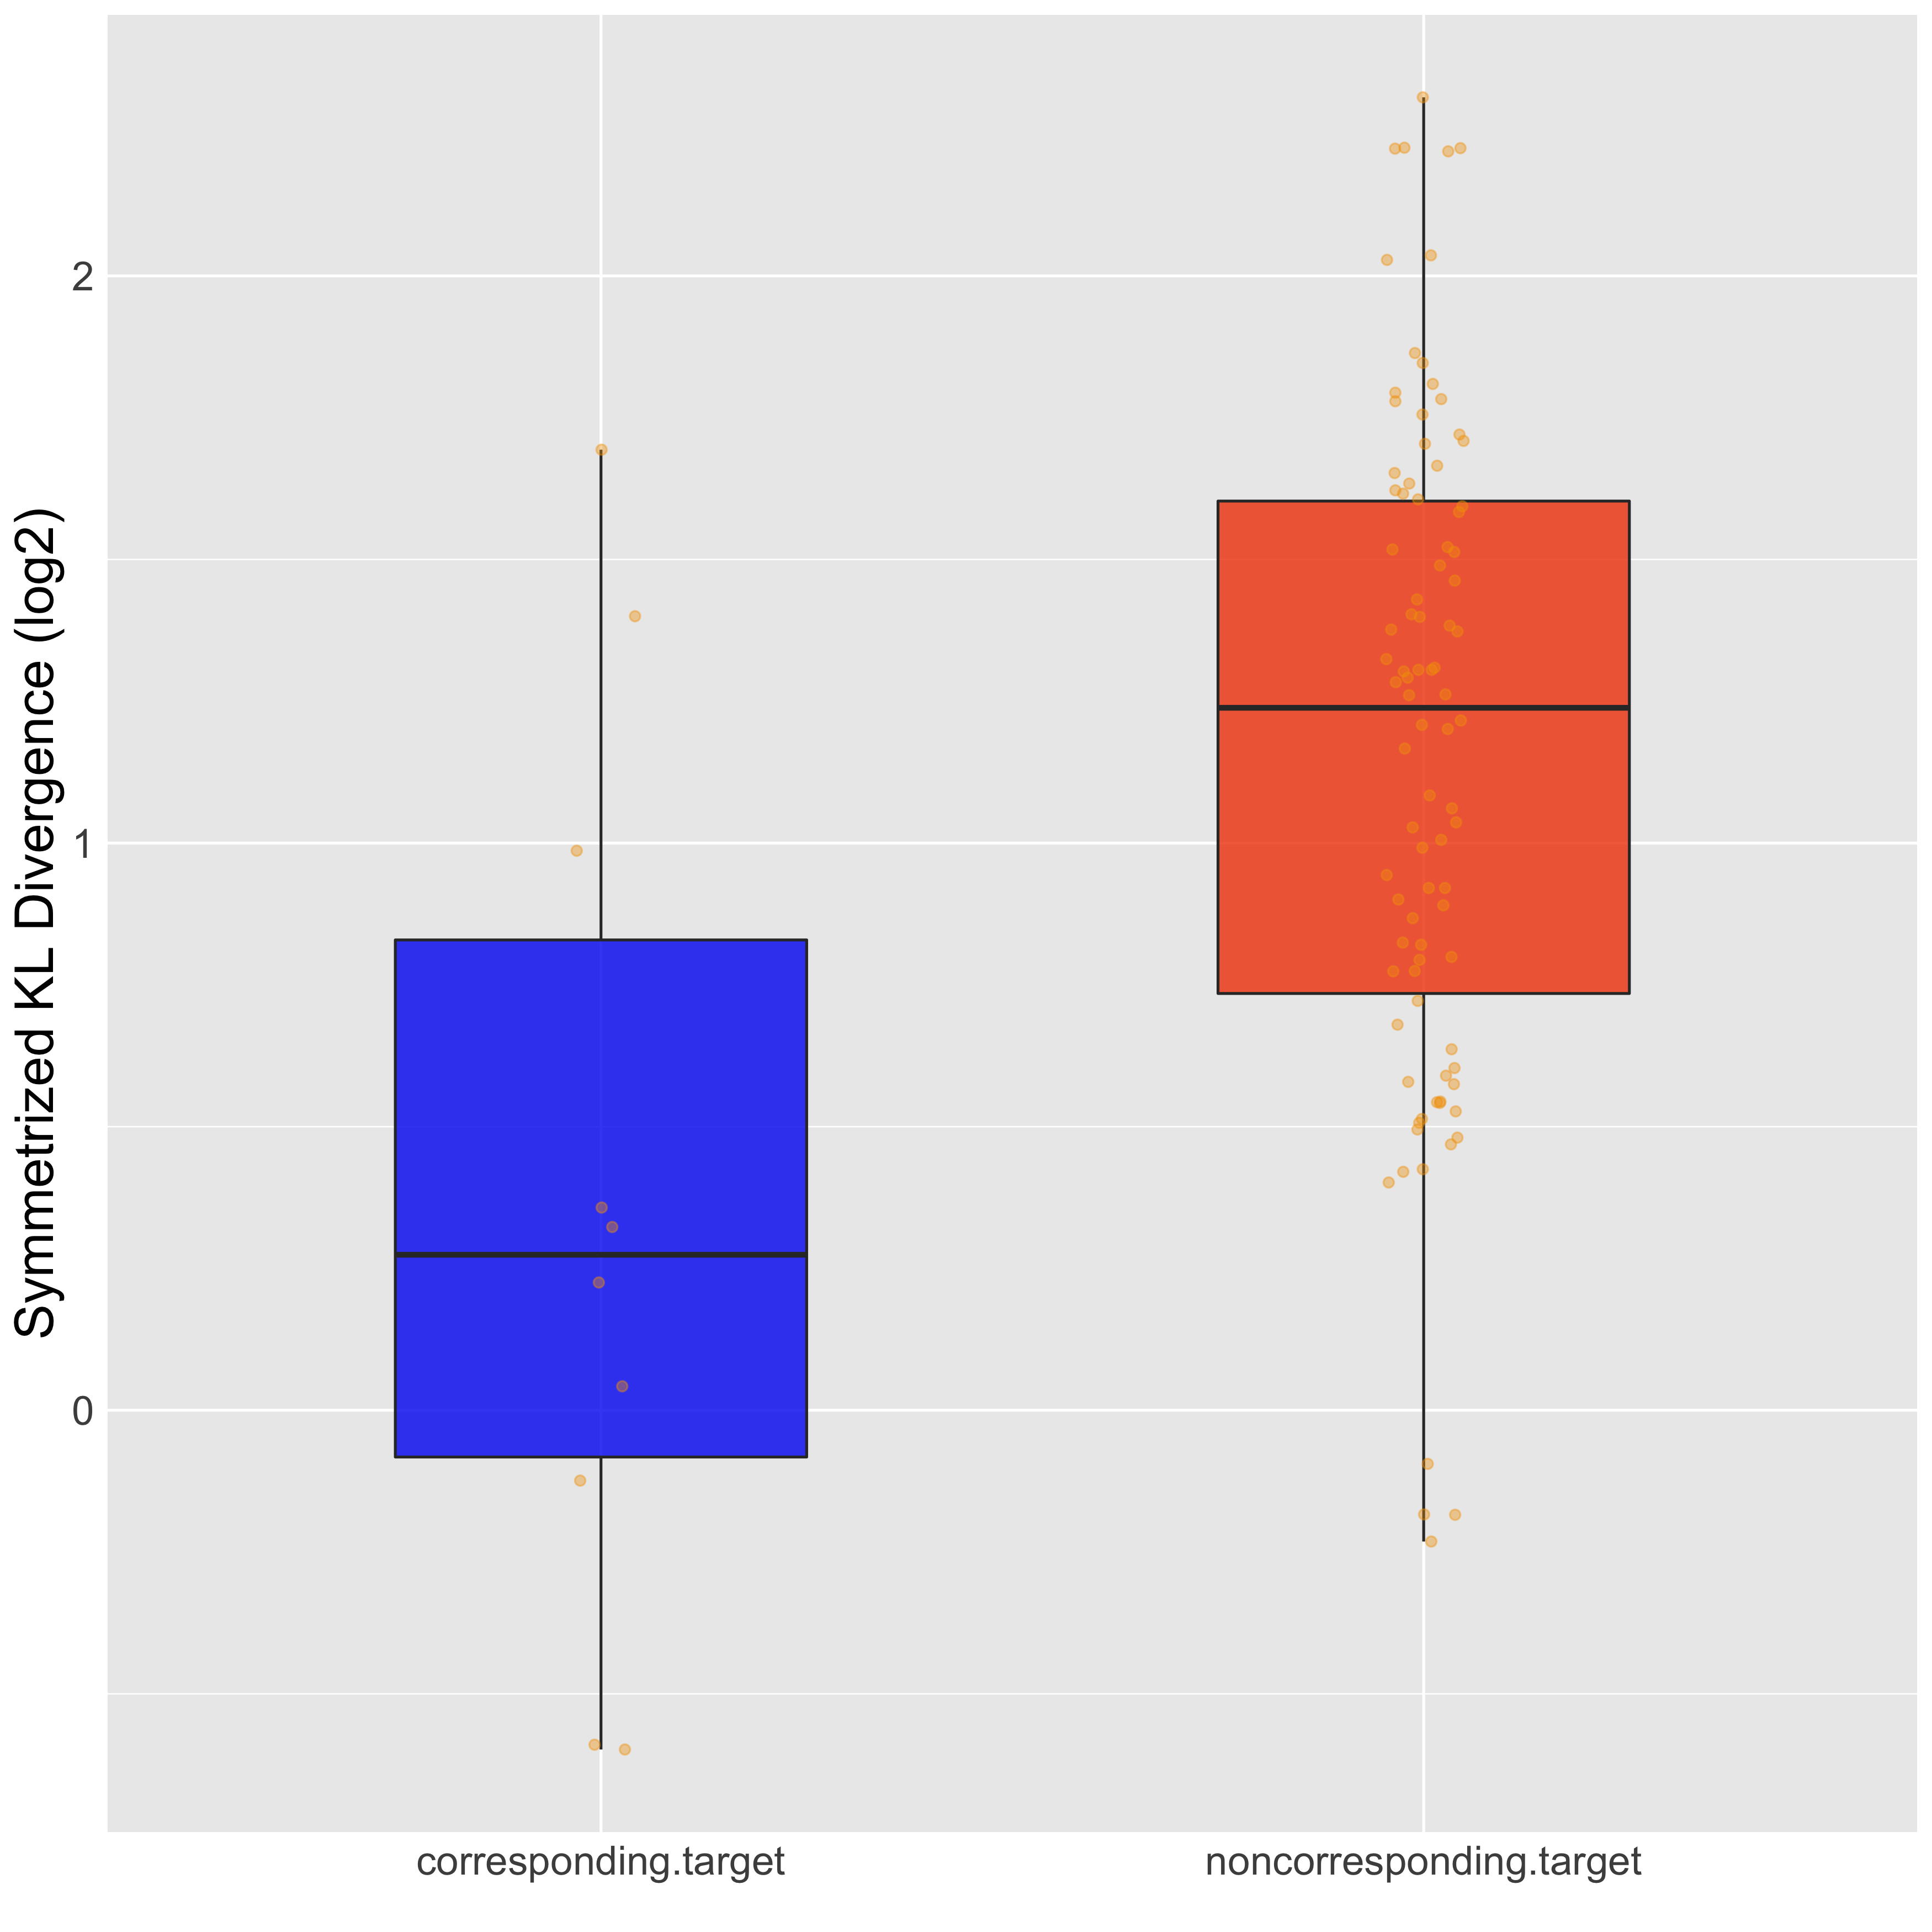 Symmetrized KL Divergence (log2)
2
1
0
corresponding.target
noncorresponding.target